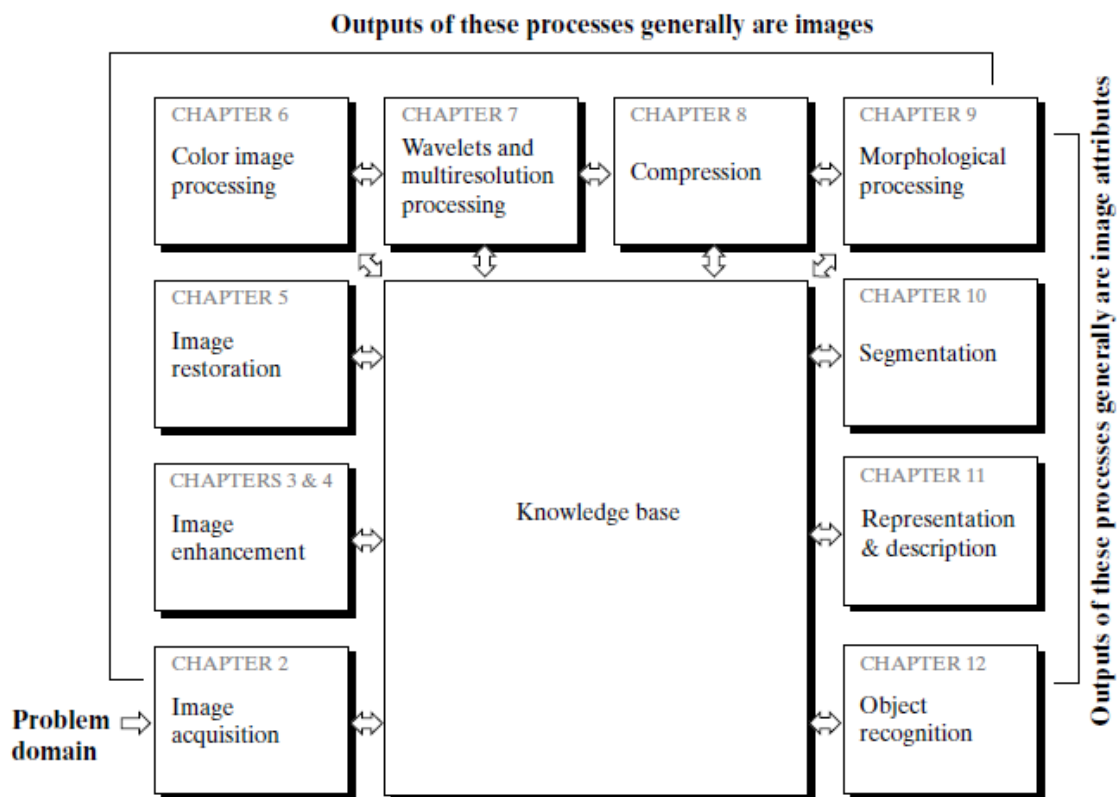 Outputs of these processes generally are images
CHAPTER 6
Color image
processing
CHAPTER 7
Wavelets and
multiresolution
processing
CHAPTER 8
Compression
CHAPTER 9
Morphological
processing
CHAPTER 5
Image
restoration
CHAPTER 10
Segmentation
CHAPTERS 3 & 4
Image
enhancement
Knowledge base
CHAPTER 11
Representation
& description
CHAPTER 2
Image
acquisition
CHAPTER 12
Object
recognition
Problem
domain
Outputs of these processes generally are image attributes